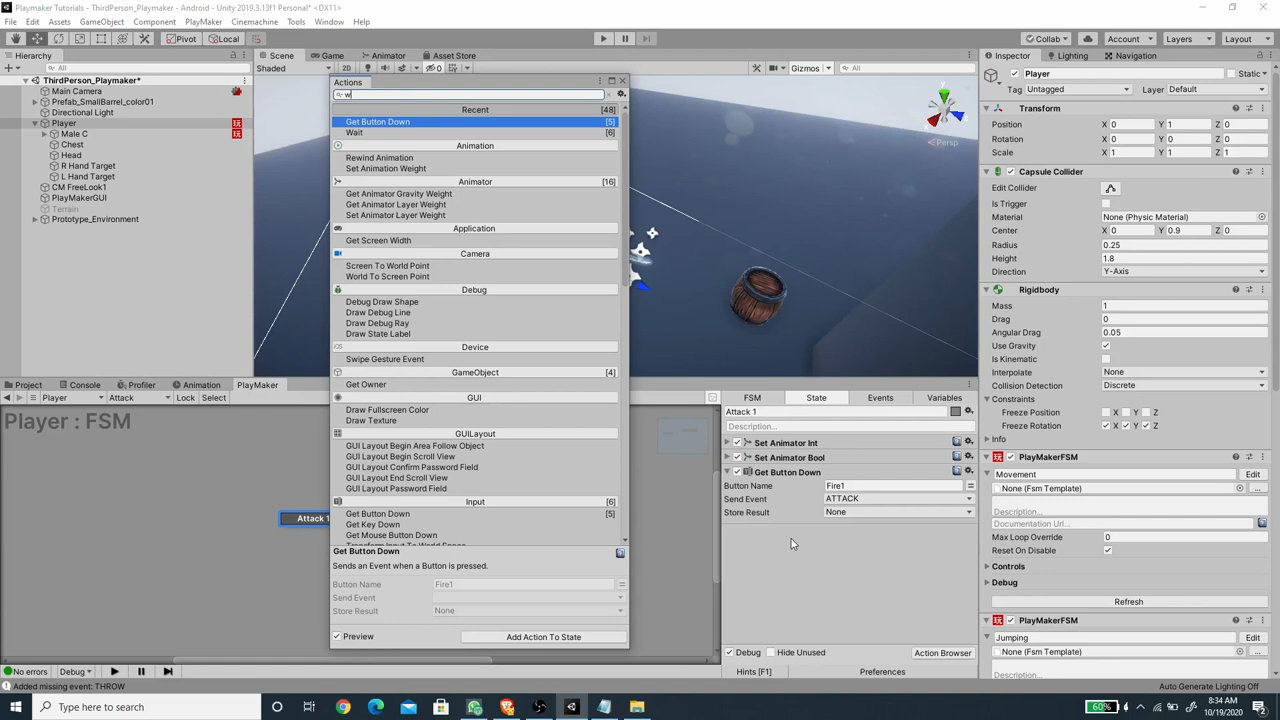 Playmaker Tutorials - ThirdPerson_Playmaker - Android - Unity 2019.3.13f1 Personal* <DX11>
File Edit Assets GameObject Component PlayMaker Cinemachine Tools Window Help
Pivot Local Collab Account Layers Layout
Hierarchy
All
ThirdPerson_Playmaker*
Main Camera
Prefab_SmallBarrel_color01
Directional Light
Player
Male C
Chest
Head
R Hand Target
L Hand Target
CM FreeLook1
PlayMakerGUI
Terrain
Prototype_Environment
Scene Game Animator Asset Store
Shaded 2D 0 Gizmos All
Persp
Actions
w
Recent [48]
Get Button Down [5]
Wait [6]
Animation
Rewind Animation
Set Animation Weight
Animator [16]
Get Animator Gravity Weight
Get Animator Layer Weight
Set Animator Layer Weight
Application
Get Screen Width
Camera
Screen To World Point
World To Screen Point
Debug
Debug Draw Shape
Draw Debug Line
Draw Debug Ray
Draw State Label
Device
Swipe Gesture Event
GameObject [4]
Get Owner
GUI
Draw Fullscreen Color
Draw Texture
GUILayout
GUI Layout Begin Area Follow Object
GUI Layout Begin Scroll View
GUI Layout Confirm Password Field
GUI Layout End Scroll View
GUI Layout Password Field
Input [6]
Get Button Down [5]
Get Key Down
Get Mouse Button Down
Get Button Down
Sends an Event when a Button is pressed.
Button Name Fire1
Send Event
Store Result None
Preview Add Action To State
Project Console Profiler Animation PlayMaker
Player Attack 1 Lock Select
Player : FSM
Attack 1
No errors Debug
Added missing event: THROW
FSM State Events Variables
Attack 1
Description...
Set Animator Int
Set Animator Bool
Get Button Down
Button Name Fire1
Send Event ATTACK
Store Result None
Debug Hide Unused Action Browser
Hints [F1] Preferences
Inspector Lighting Navigation
Player Static
Tag Untagged Layer Default
Transform
Position X 0 Y 1 Z 0
Rotation X 0 Y 0 Z 0
Scale X 1 Y 1 Z 1
Capsule Collider
Edit Collider
Is Trigger
Material None (Physic Material)
Center X 0 Y 0.9 Z 0
Radius 0.25
Height 1.8
Direction Y-Axis
Rigidbody
Mass 1
Drag 0
Angular Drag 0.05
Use Gravity
Is Kinematic
Interpolate None
Collision Detection Discrete
Constraints
Freeze Position X Y Z
Freeze Rotation X Y Z
Info
PlayMakerFSM
Movement Edit
None (Fsm Template) ...
Description...
Documentation Url...
Max Loop Override 0
Reset On Disable
Controls
Debug
Refresh
PlayMakerFSM
Jumping Edit
None (Fsm Template) ...
Description...
Auto Generate Lighting Off
Type here to search
60%
8:34 AM
10/19/2020